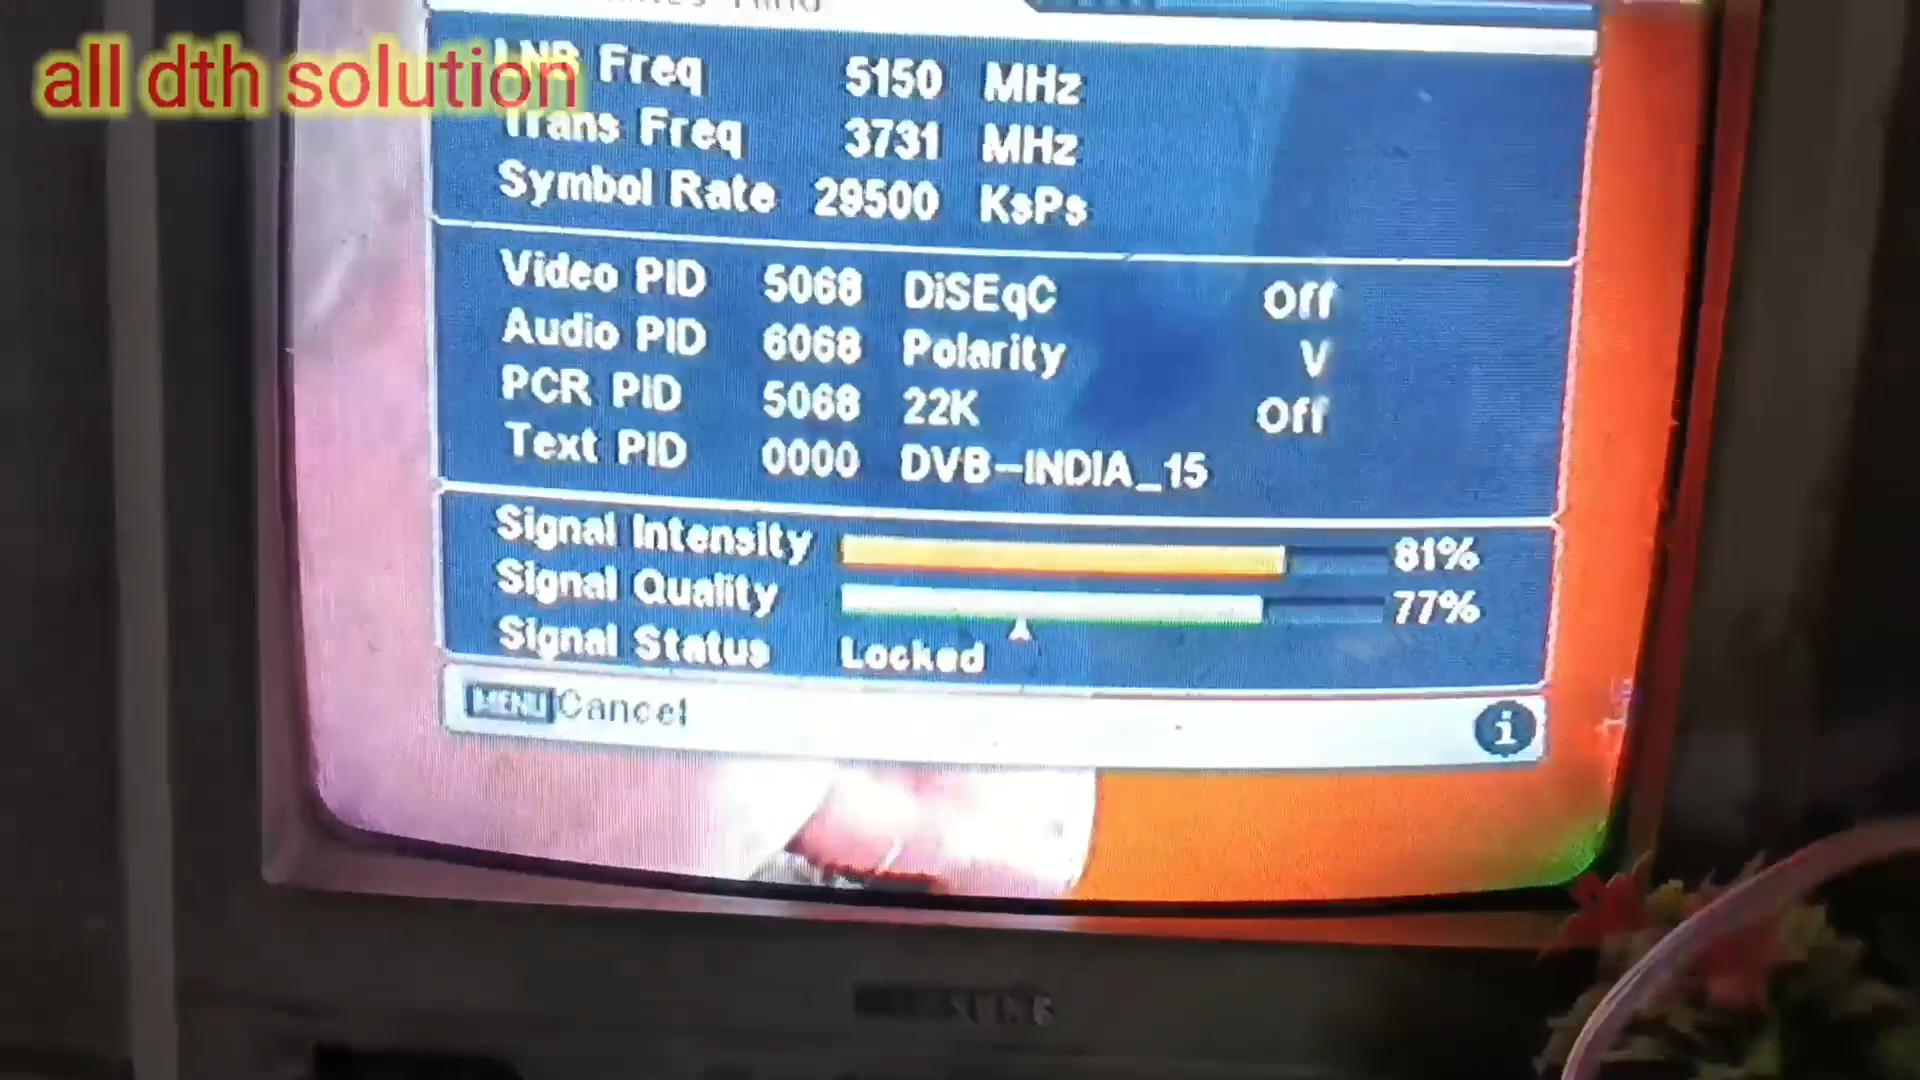 all dth solution
LNB Freq 5150 MHz
Trans Freq 3731 MHz
Symbol Rate 29500 KsPs
Video PID 5068 DiSEqC Off
Audio PID 6068 Polarity V
PCR PID 5068 22K Off
Text PID 0000 DVB-INDIA_15
Signal Intensity 81%
Signal Quality 77%
Signal Status Locked
MENU Cancel i